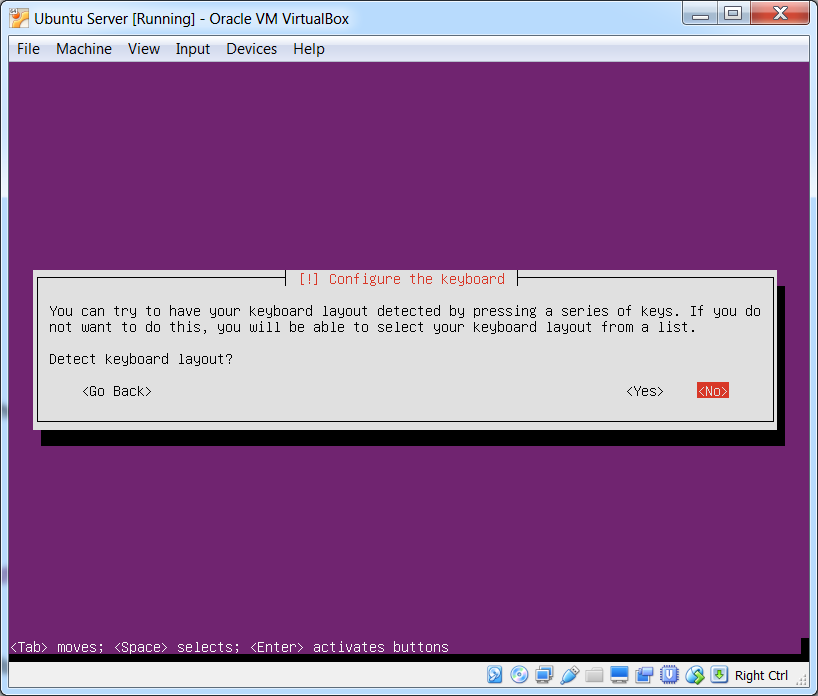 Ubuntu Server [Running] - Oracle VM VirtualBox
File Machine View Input Devices Help
[!] Configure the keyboard
You can try to have your keyboard layout detected by pressing a series of keys. If you do
not want to do this, you will be able to select your keyboard layout from a list.
Detect keyboard layout?
<Go Back> <Yes> <No>
<Tab> moves; <Space> selects; <Enter> activates buttons
Right Ctrl